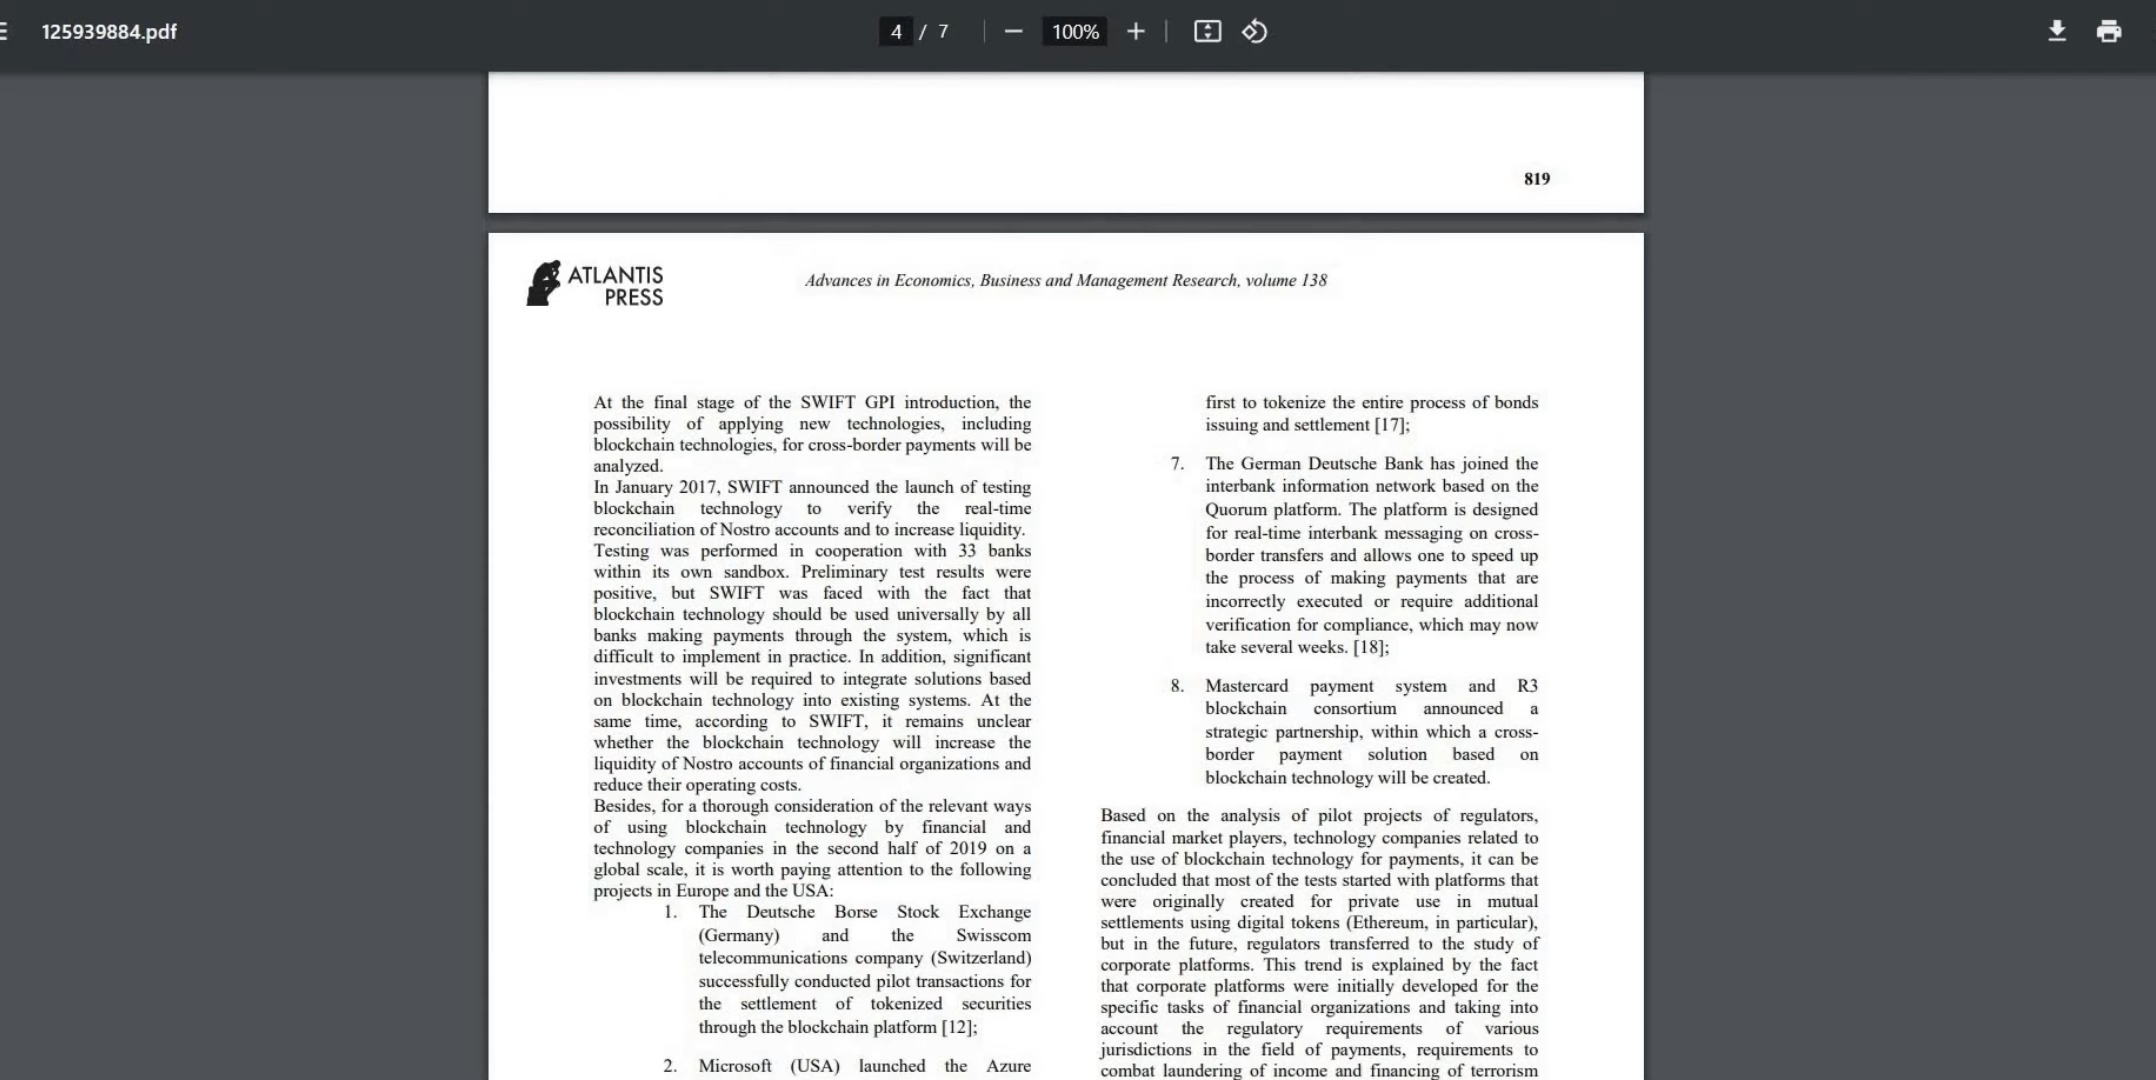 125939884.pdf
4 / 7
100%
819
ATLANTIS
PRESS
Advances in Economics, Business and Management Research, volume 138
At the final stage of the SWIFT GPI introduction, the
possibility of applying new technologies, including
blockchain technologies, for cross-border payments will be
analyzed.
In January 2017, SWIFT announced the launch of testing
blockchain technology to verify the real-time
reconciliation of Nostro accounts and to increase liquidity.
Testing was performed in cooperation with 33 banks
within its own sandbox. Preliminary test results were
positive, but SWIFT was faced with the fact that
blockchain technology should be used universally by all
banks making payments through the system, which is
difficult to implement in practice. In addition, significant
investments will be required to integrate solutions based
on blockchain technology into existing systems. At the
same time, according to SWIFT, it remains unclear
whether the blockchain technology will increase the
liquidity of Nostro accounts of financial organizations and
reduce their operating costs.
Besides, for a thorough consideration of the relevant ways
of using blockchain technology by financial and
technology companies in the second half of 2019 on a
global scale, it is worth paying attention to the following
projects in Europe and the USA:
1. The Deutsche Borse Stock Exchange
(Germany) and the Swisscom
telecommunications company (Switzerland)
successfully conducted pilot transactions for
the settlement of tokenized securities
through the blockchain platform [12];
2. Microsoft (USA) launched the Azure
first to tokenize the entire process of bonds
issuing and settlement [17];
7. The German Deutsche Bank has joined the
interbank information network based on the
Quorum platform. The platform is designed
for real-time interbank messaging on cross-
border transfers and allows one to speed up
the process of making payments that are
incorrectly executed or require additional
verification for compliance, which may now
take several weeks. [18];
8. Mastercard payment system and R3
blockchain consortium announced a
strategic partnership, within which a cross-
border payment solution based on
blockchain technology will be created.
Based on the analysis of pilot projects of regulators,
financial market players, technology companies related to
the use of blockchain technology for payments, it can be
concluded that most of the tests started with platforms that
were originally created for private use in mutual
settlements using digital tokens (Ethereum, in particular),
but in the future, regulators transferred to the study of
corporate platforms. This trend is explained by the fact
that corporate platforms were initially developed for the
specific tasks of financial organizations and taking into
account the regulatory requirements of various
jurisdictions in the field of payments, requirements to
combat laundering of income and financing of terrorism